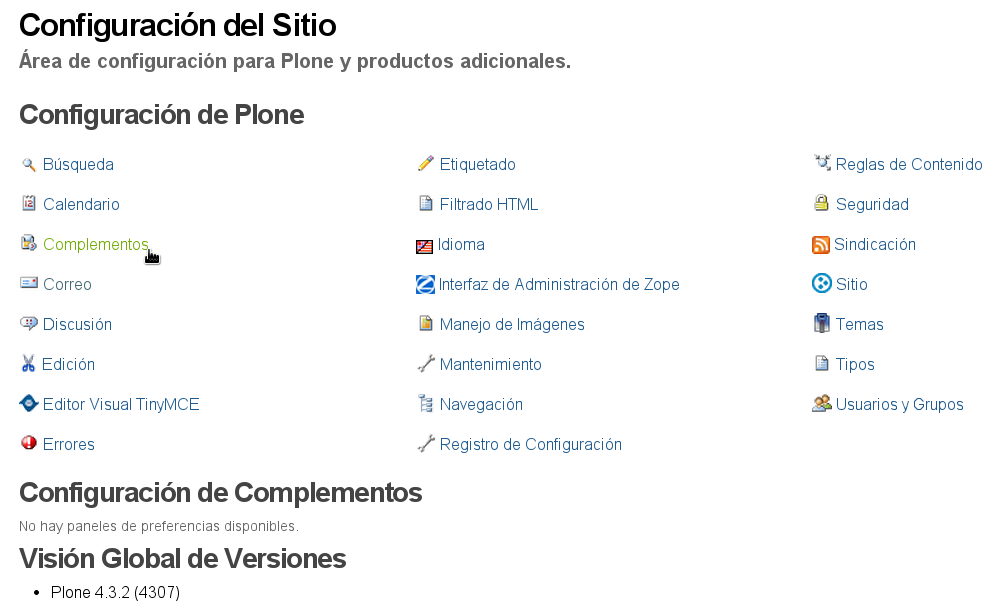 Configuración del Sitio
Área de configuración para Plone y productos adicionales.
Configuración de Plone
Búsqueda
Etiquetado
Reglas de Contenido
Calendario
Filtrado HTML
Seguridad
Complementos
Idioma
Sindicación
Correo
Interfaz de Administración de Zope
Sitio
Discusión
Manejo de Imágenes
Temas
Edición
Mantenimiento
Tipos
Editor Visual TinyMCE
Navegación
Usuarios y Grupos
Errores
Registro de Configuración
Configuración de Complementos
No hay paneles de preferencias disponibles.
Visión Global de Versiones
• Plone 4.3.2 (4307)